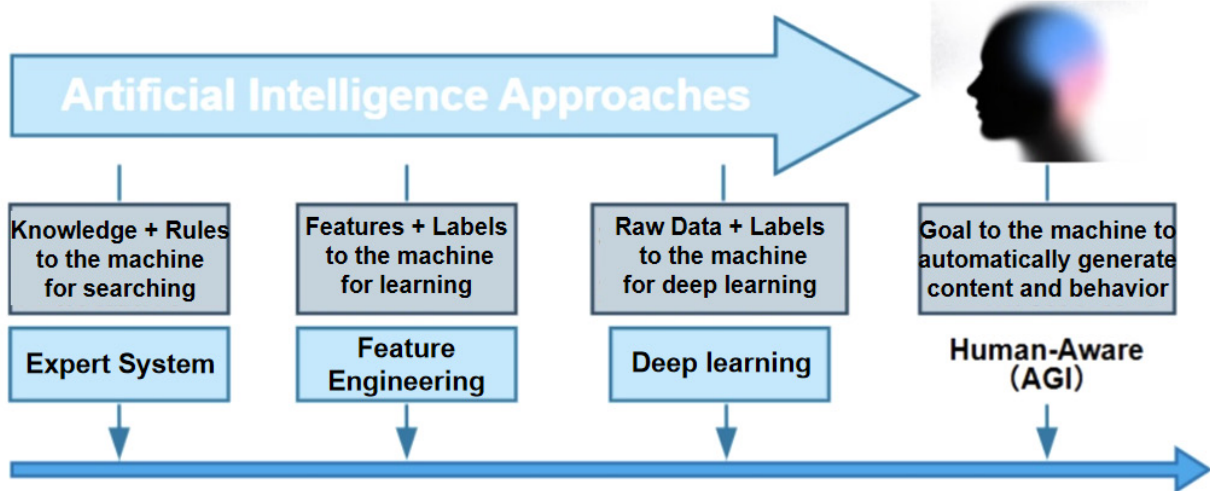 Artificial Intelligence Approaches
Knowledge + Rules
to the machine
for searching
Features + Labels
to the machine
for learning
Raw Data + Labels
to the machine
for deep learning
Goal to the machine to
automatically generate
content and behavior
Expert System
Feature
Engineering
Deep learning
Human-Aware
（AGI）